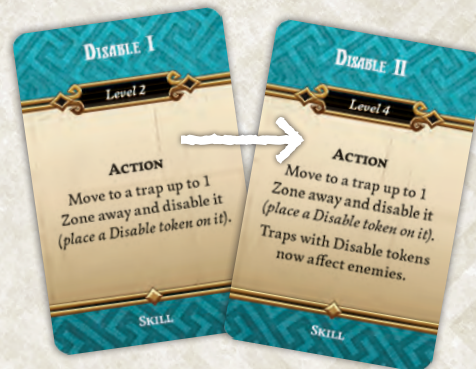 Disable I
Level 2
Action
Move to a trap up to 1
Zone away and disable it
(place a Disable token on it).
Skill
Disable II
Level 4
Action
Move to a trap up to 1
Zone away and disable it
(place a Disable token on it).
Traps with Disable tokens
now affect enemies.
Skill